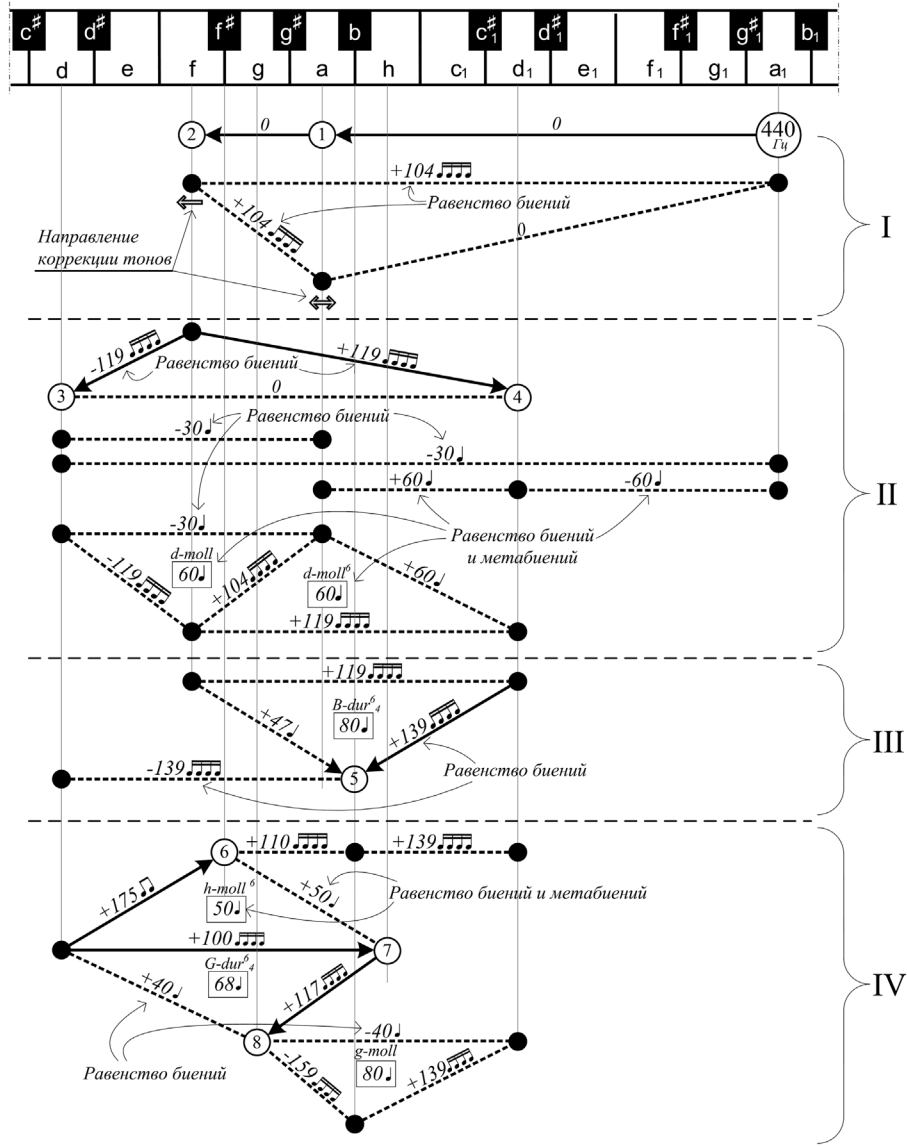 c# d# f# g# b c#1 d#1 f#1 g#1 b1
d e f g a h c1 d1 e1 f1 g1 a1
2 0 1 0 440 Гц
+104
Равенство биений
+104
0
I
Направление
коррекции тонов
-119 Равенство биений +119
3 0 4
Равенство биений
-30
-30
+60 -60
II
-30
Равенство биений
и метабиений
d-moll
60♩
-119 +104
d-moll6
60♩
+60
+119
+119
B-dur64
80♩
+47 +139
III
-139 5 Равенство биений
6 +110 +139
+175
h-moll 6
50♩
+50 Равенство биений и метабиений
+100 7
G-dur64
68♩
+117
IV
+40
8 -40
g-moll
80♩
-159 +139
Равенство биений